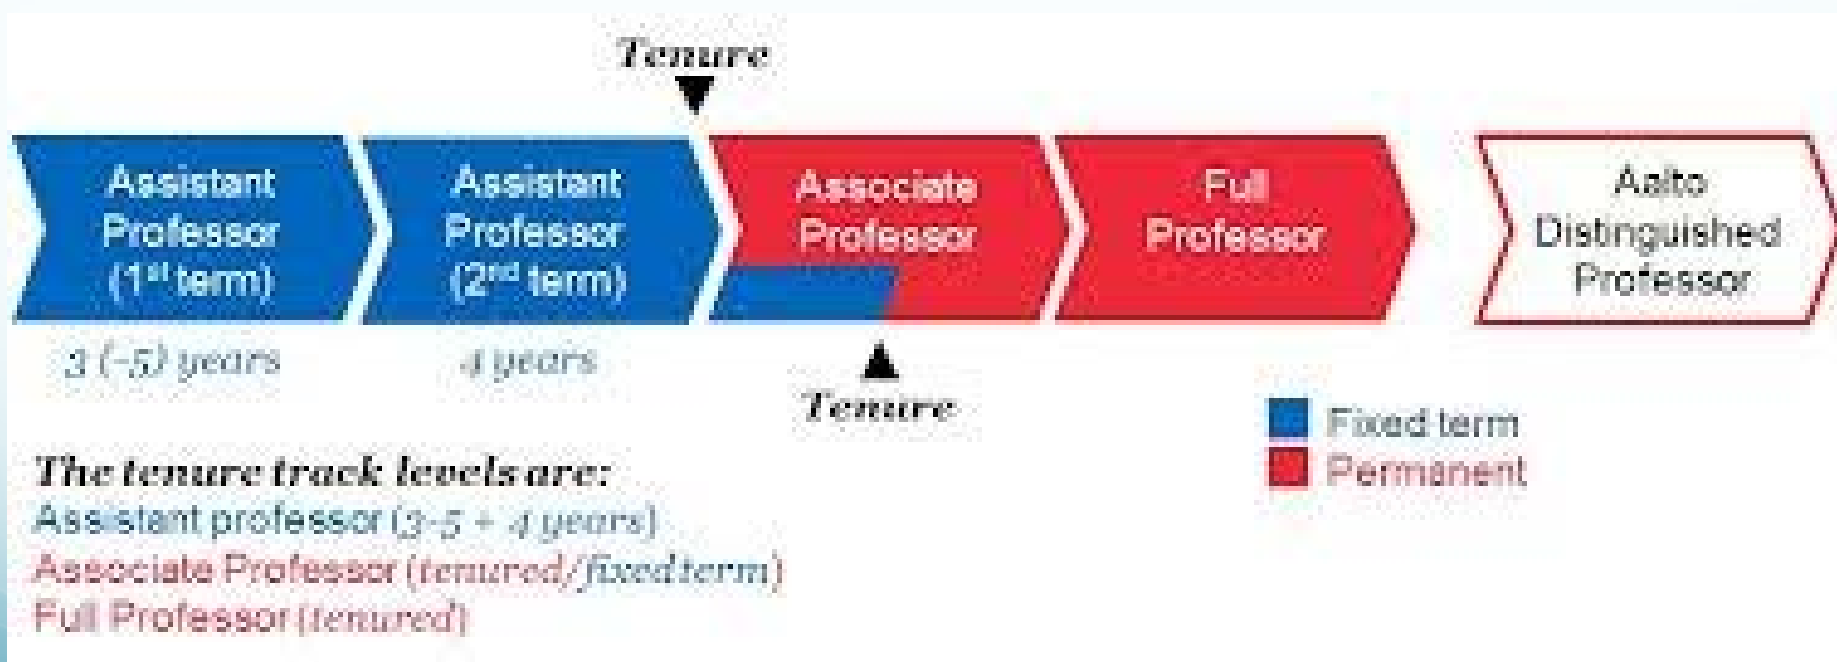 Tenure
Assistant
Professor
(1st term)
Assistant
Professor
(2nd term)
Associate
Professor
Full
Professor
Aalto
Distinguished
Professor
3 (-5) years
4 years
Tenure
Fixed term
Permanent
The tenure track levels are:
Assistant professor (3-5 + 4 years)
Associate Professor (tenured/fixed term)
Full Professor (tenured)